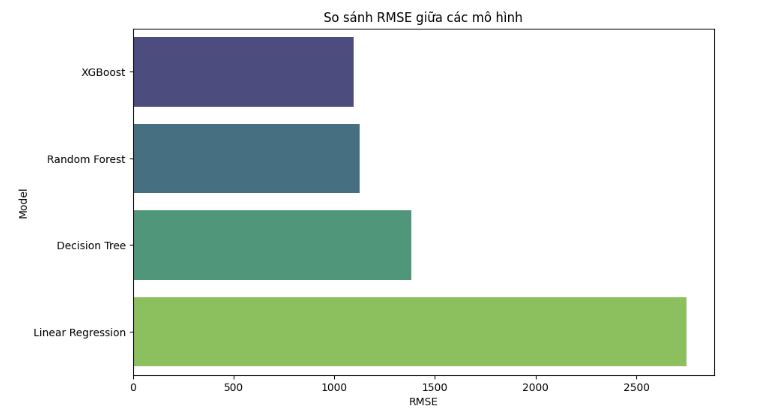 So sánh RMSE giữa các mô hình
Model
XGBoost
Random Forest
Decision Tree
Linear Regression
0 500 1000 1500 2000 2500
RMSE